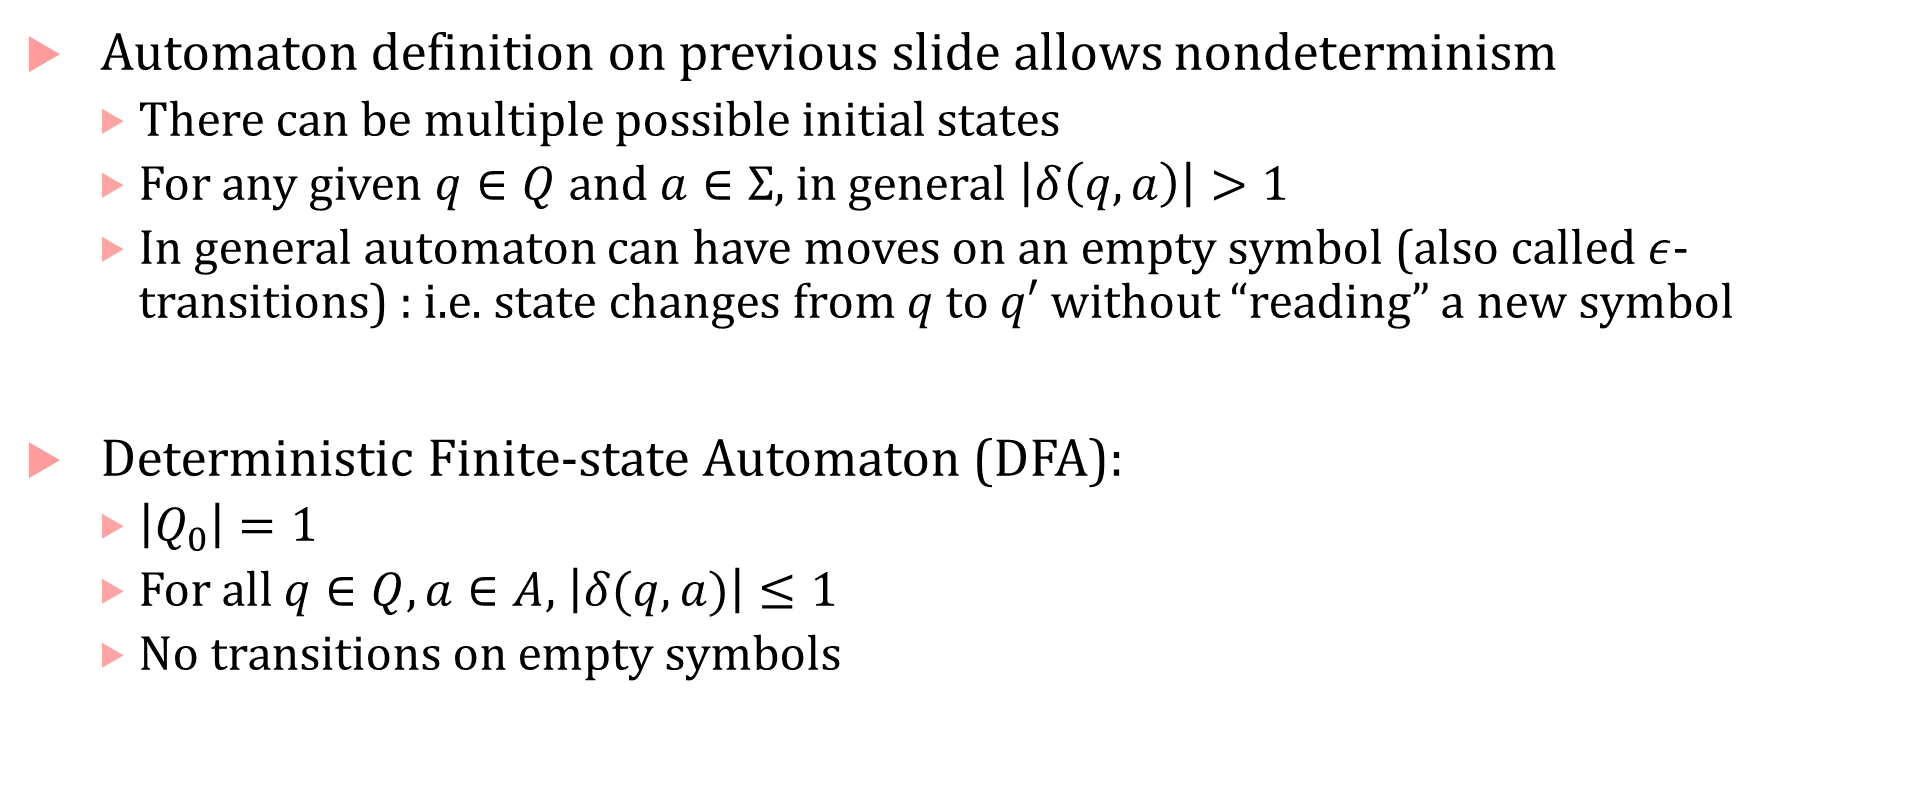 Automaton definition on previous slide allows nondeterminism
There can be multiple possible initial states
For any given 𝑞 ∈ 𝑄 and 𝑎 ∈ Σ, in general |𝛿(𝑞, 𝑎)| > 1
In general automaton can have moves on an empty symbol (also called 𝜖-
transitions) : i.e. state changes from 𝑞 to 𝑞′ without “reading” a new symbol
Deterministic Finite-state Automaton (DFA):
|𝑄₀| = 1
For all 𝑞 ∈ 𝑄, 𝑎 ∈ 𝐴, |𝛿(𝑞, 𝑎)| ≤ 1
No transitions on empty symbols